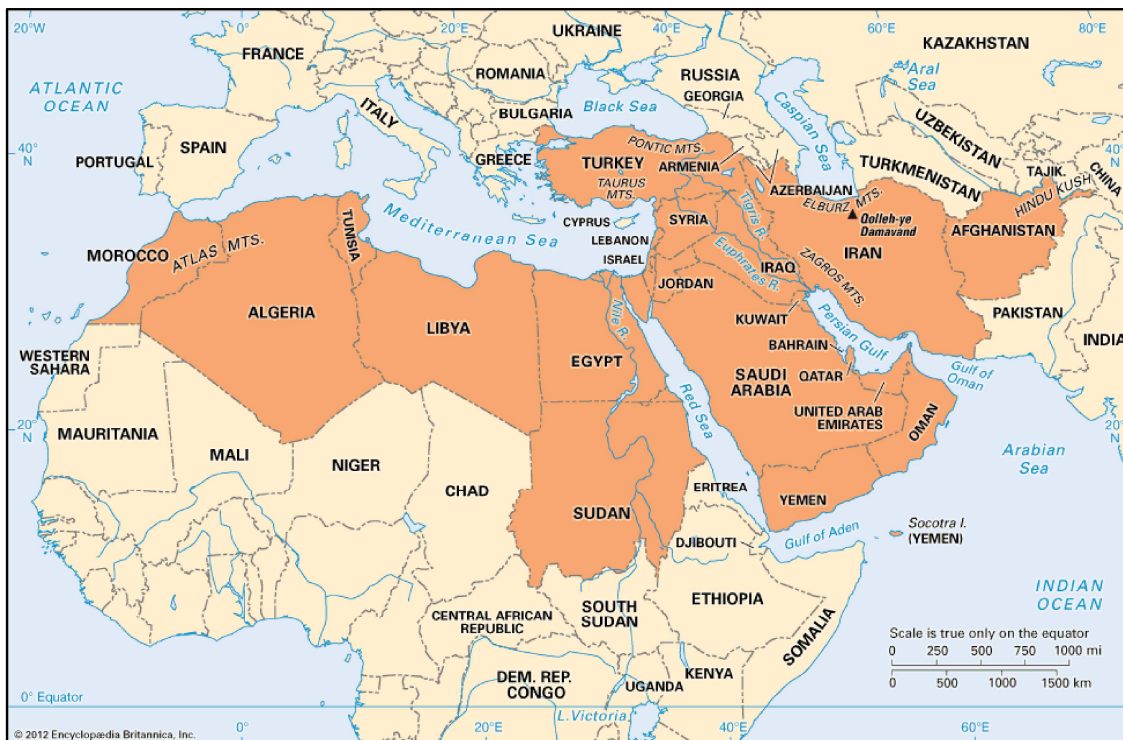 20°W
0°
20°E
40°E
60°E
UKRAINE
KAZAKHSTAN
FRANCE
ROMANIA
RUSSIA
GEORGIA
Aral
Sea
ATLANTIC
OCEAN
ITALY
BULGARIA
Black Sea
Caspian Sea
UZBEKISTAN
40°
N
PORTUGAL
SPAIN
GREECE
TURKEY
PONTIC MTS.
ARMENIA
TAURUS
MTS.
AZERBAIJAN
TURKMENISTAN
TAJIK.
CHINA
40°
N
ELBURZ MTS.
HINDU KUSH
Qolleh-ye
Damavand
Mediterranean Sea
CYPRUS
SYRIA
Tigris R.
LEBANON
ISRAEL
Euphrates R.
IRAQ
IRAN
AFGHANISTAN
MOROCCO
ATLAS MTS.
TUNISIA
ZAGROS MTS.
JORDAN
ALGERIA
LIBYA
Nile R.
KUWAIT
Persian Gulf
PAKISTAN
INDIA
WESTERN
SAHARA
EGYPT
BAHRAIN
SAUDI
ARABIA
QATAR
Gulf of
Oman
Red Sea
UNITED ARAB
EMIRATES
OMAN
20°
N
20°
N
MAURITANIA
MALI
NIGER
CHAD
Arabian
Sea
ERITREA
YEMEN
SUDAN
DJIBOUTI
Gulf of Aden
Socotra I.
(YEMEN)
INDIAN
OCEAN
ETHIOPIA
CENTRAL AFRICAN
REPUBLIC
SOUTH
SUDAN
SOMALIA
Scale is true only on the equator
0 250 500 750 1000 mi
0 500 1000 1500 km
DEM. REP.
CONGO
UGANDA
KENYA
0° Equator
L.Victoria
0°
0°
20°E
40°E
60°E
© 2012 Encyclopædia Britannica, Inc.